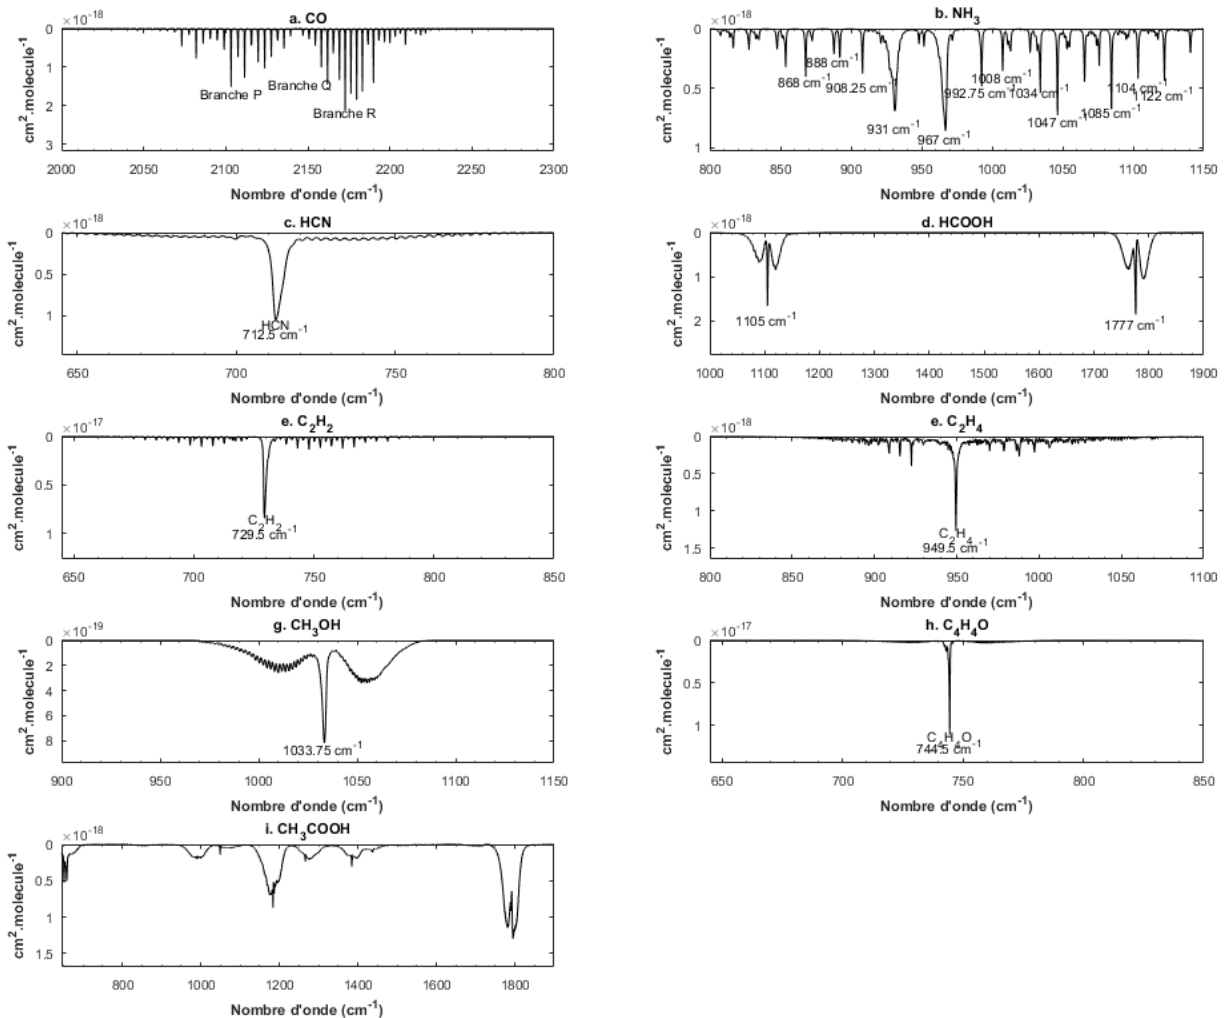 ×10⁻¹⁸
a. CO
0
1
2
3
cm².molecule⁻¹
Branche P
Branche Q
Branche R
2000 2050 2100 2150 2200 2250 2300
Nombre d'onde (cm⁻¹)
×10⁻¹⁸
b. NH₃
0
0.5
1
cm².molecule⁻¹
868 cm⁻¹
888 cm⁻¹
908.25 cm⁻¹
931 cm⁻¹
967 cm⁻¹
992.75 cm⁻¹
1008 cm⁻¹
1034 cm⁻¹
1047 cm⁻¹
1085 cm⁻¹
1104 cm⁻¹
1122 cm⁻¹
800 850 900 950 1000 1050 1100 1150
Nombre d'onde (cm⁻¹)
×10⁻¹⁸
c. HCN
0
0.5
1
cm².molecule⁻¹
HCN
712.5 cm⁻¹
650 700 750 800
Nombre d'onde (cm⁻¹)
×10⁻¹⁸
d. HCOOH
0
1
2
cm².molecule⁻¹
1105 cm⁻¹
1777 cm⁻¹
1000 1100 1200 1300 1400 1500 1600 1700 1800 1900
Nombre d'onde (cm⁻¹)
×10⁻¹⁷
e. C₂H₂
0
0.5
1
cm².molecule⁻¹
C₂H₂
729.5 cm⁻¹
650 700 750 800 850
Nombre d'onde (cm⁻¹)
×10⁻¹⁸
e. C₂H₄
0
0.5
1
1.5
cm².molecule⁻¹
C₂H₄
949.5 cm⁻¹
800 850 900 950 1000 1050 1100
Nombre d'onde (cm⁻¹)
×10⁻¹⁹
g. CH₃OH
0
2
4
6
8
cm².molecule⁻¹
1033.75 cm⁻¹
900 950 1000 1050 1100 1150
Nombre d'onde (cm⁻¹)
×10⁻¹⁷
h. C₄H₄O
0
0.5
1
cm².molecule⁻¹
C₄H₄O
744.5 cm⁻¹
650 700 750 800 850
Nombre d'onde (cm⁻¹)
×10⁻¹⁸
i. CH₃COOH
0
0.5
1
1.5
cm².molecule⁻¹
800 1000 1200 1400 1600 1800
Nombre d'onde (cm⁻¹)